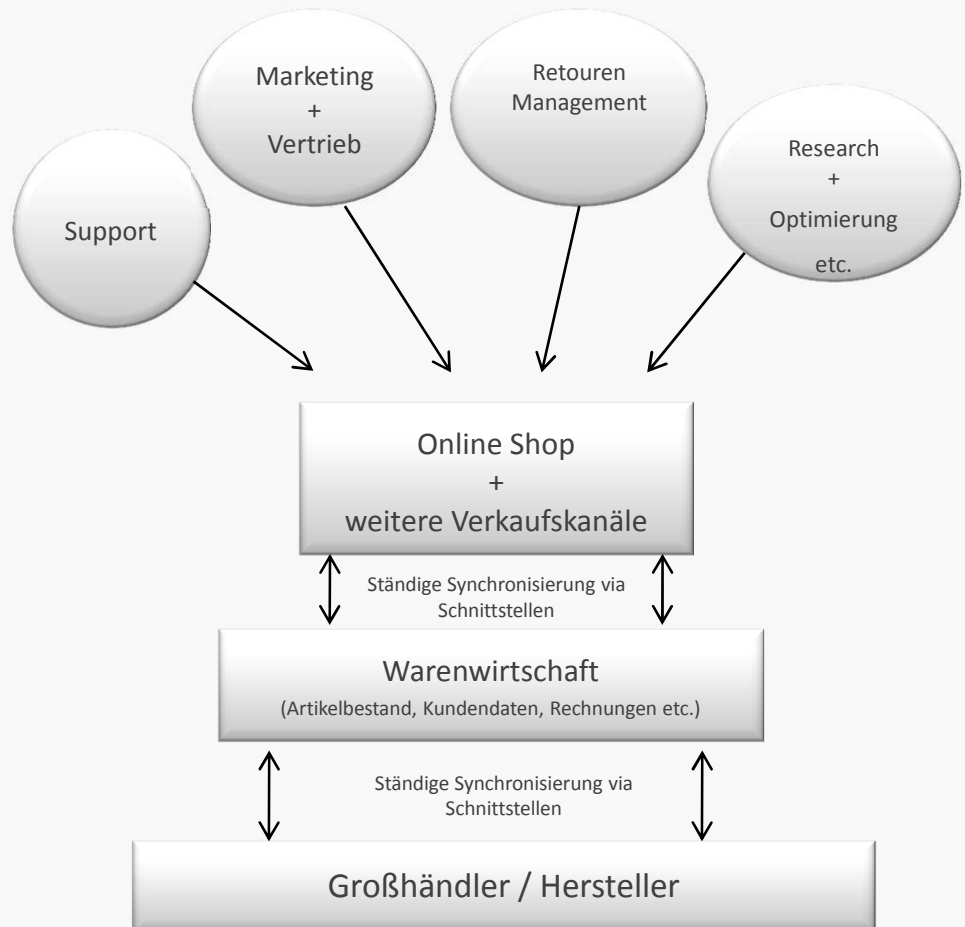 Marketing
+
Vertrieb
Retouren
Management
Research
+
Optimierung
etc.
Support
Online Shop
+
weitere Verkaufskanäle
Ständige Synchronisierung via
Schnittstellen
Warenwirtschaft
(Artikelbestand, Kundendaten, Rechnungen etc.)
Ständige Synchronisierung via
Schnittstellen
Großhändler / Hersteller